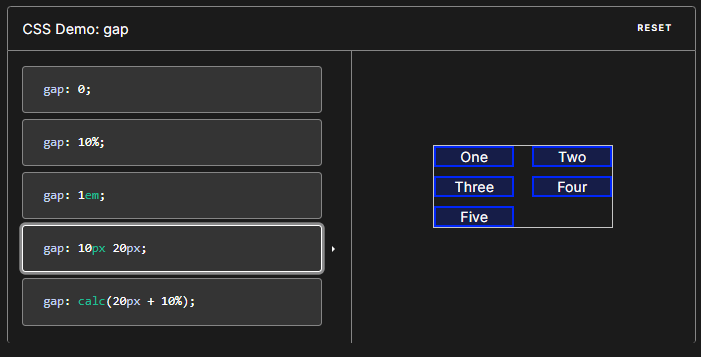 CSS Demo: gap
RESET
gap: 0;
gap: 10%;
gap: 1em;
gap: 10px 20px;
gap: calc(20px + 10%);
One Two
Three Four
Five